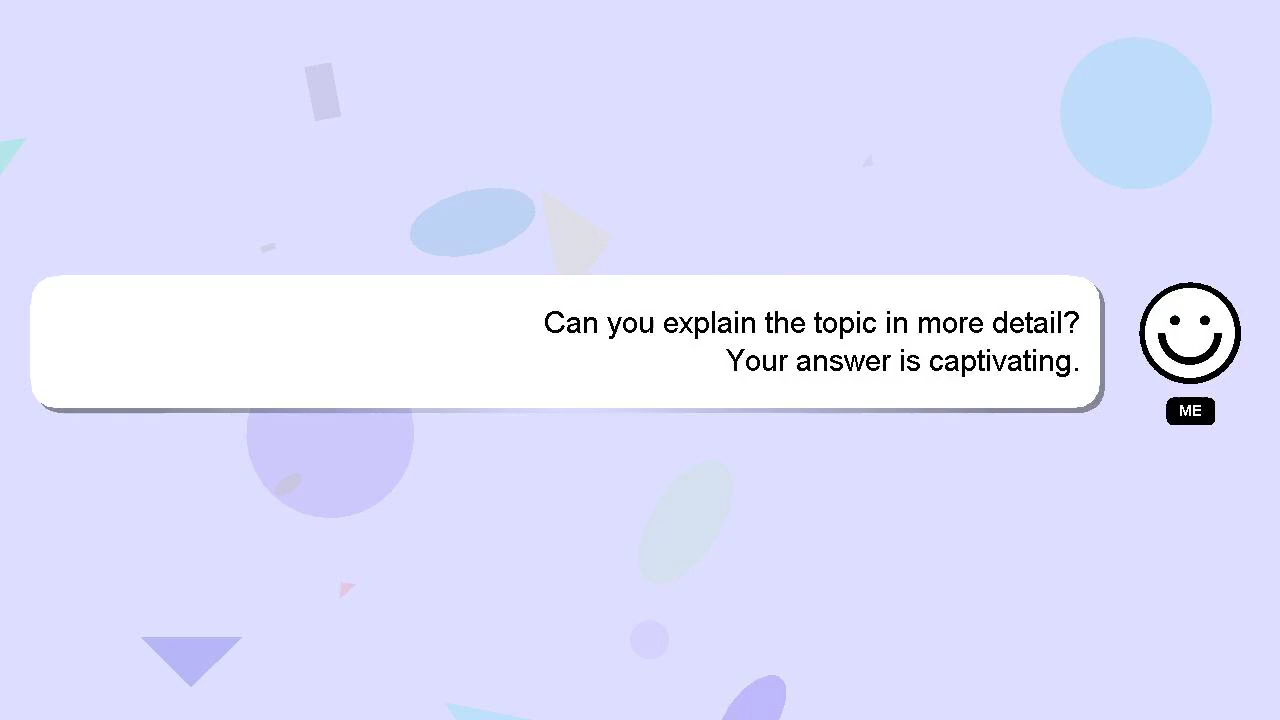 Can you explain the topic in more detail?
Your answer is captivating.
ME